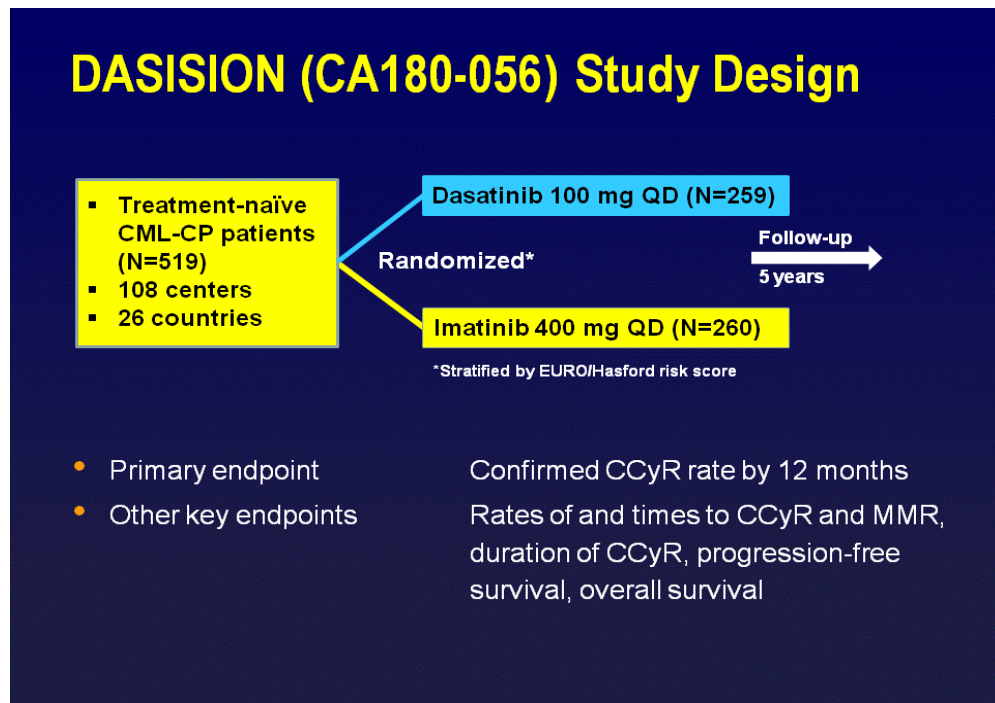 DASISION (CA180-056) Study Design
▪ Treatment-naïve
CML-CP patients
(N=519)
▪ 108 centers
▪ 26 countries
Dasatinib 100 mg QD (N=259)
Randomized*
Follow-up
5 years
Imatinib 400 mg QD (N=260)
*Stratified by EURO/Hasford risk score
• Primary endpoint Confirmed CCyR rate by 12 months
• Other key endpoints Rates of and times to CCyR and MMR,
duration of CCyR, progression-free
survival, overall survival